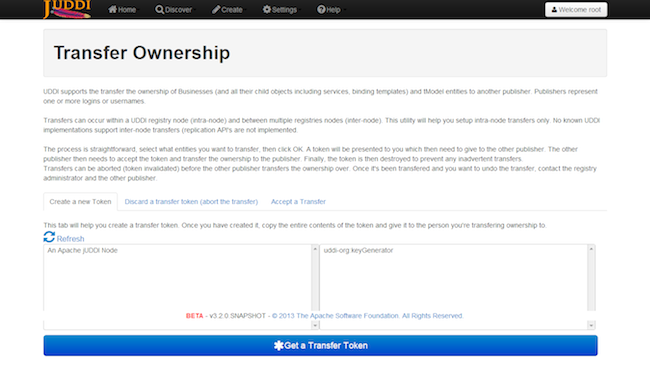 JUDDI Home Discover Create Settings Help Welcome root
Transfer Ownership
UDDI supports the transfer the ownership of Businesses (and all their child objects including services, binding templates) and tModel entities to another publisher. Publishers represent
one or more logins or usernames.
Transfers can occur within a UDDI registry node (intra-node) and between multiple registries nodes (inter-node). This utility will help you setup intra-node transfers only. No known UDDI
implementations support inter-node transfers (replication API's are not implemented.
The process is straightforward, select what entities you want to transfer, then click OK. A token will be presented to you which then need to give to the other publisher. The other
publisher then needs to accept the token and transfer the ownership to the publisher. Finally, the token is then destroyed to prevent any inadvertent transfers.
Transfers can be aborted (token invalidated) before the other publisher transfers the ownership over. Once it's been transfered and you want to undo the transfer, contact the registry
administrator and the other publisher.
Create a new Token Discard a transfer token (abort the transfer) Accept a Transfer
This tab will help you create a transfer token. Once you have created it, copy the entire contents of the token and give it to the person you're transfering ownership to.
Refresh
An Apache jUDDI Node uddi-org:keyGenerator
BETA - v3.2.0.SNAPSHOT - © 2013 The Apache Software Foundation. All Rights Reserved.
Get a Transfer Token